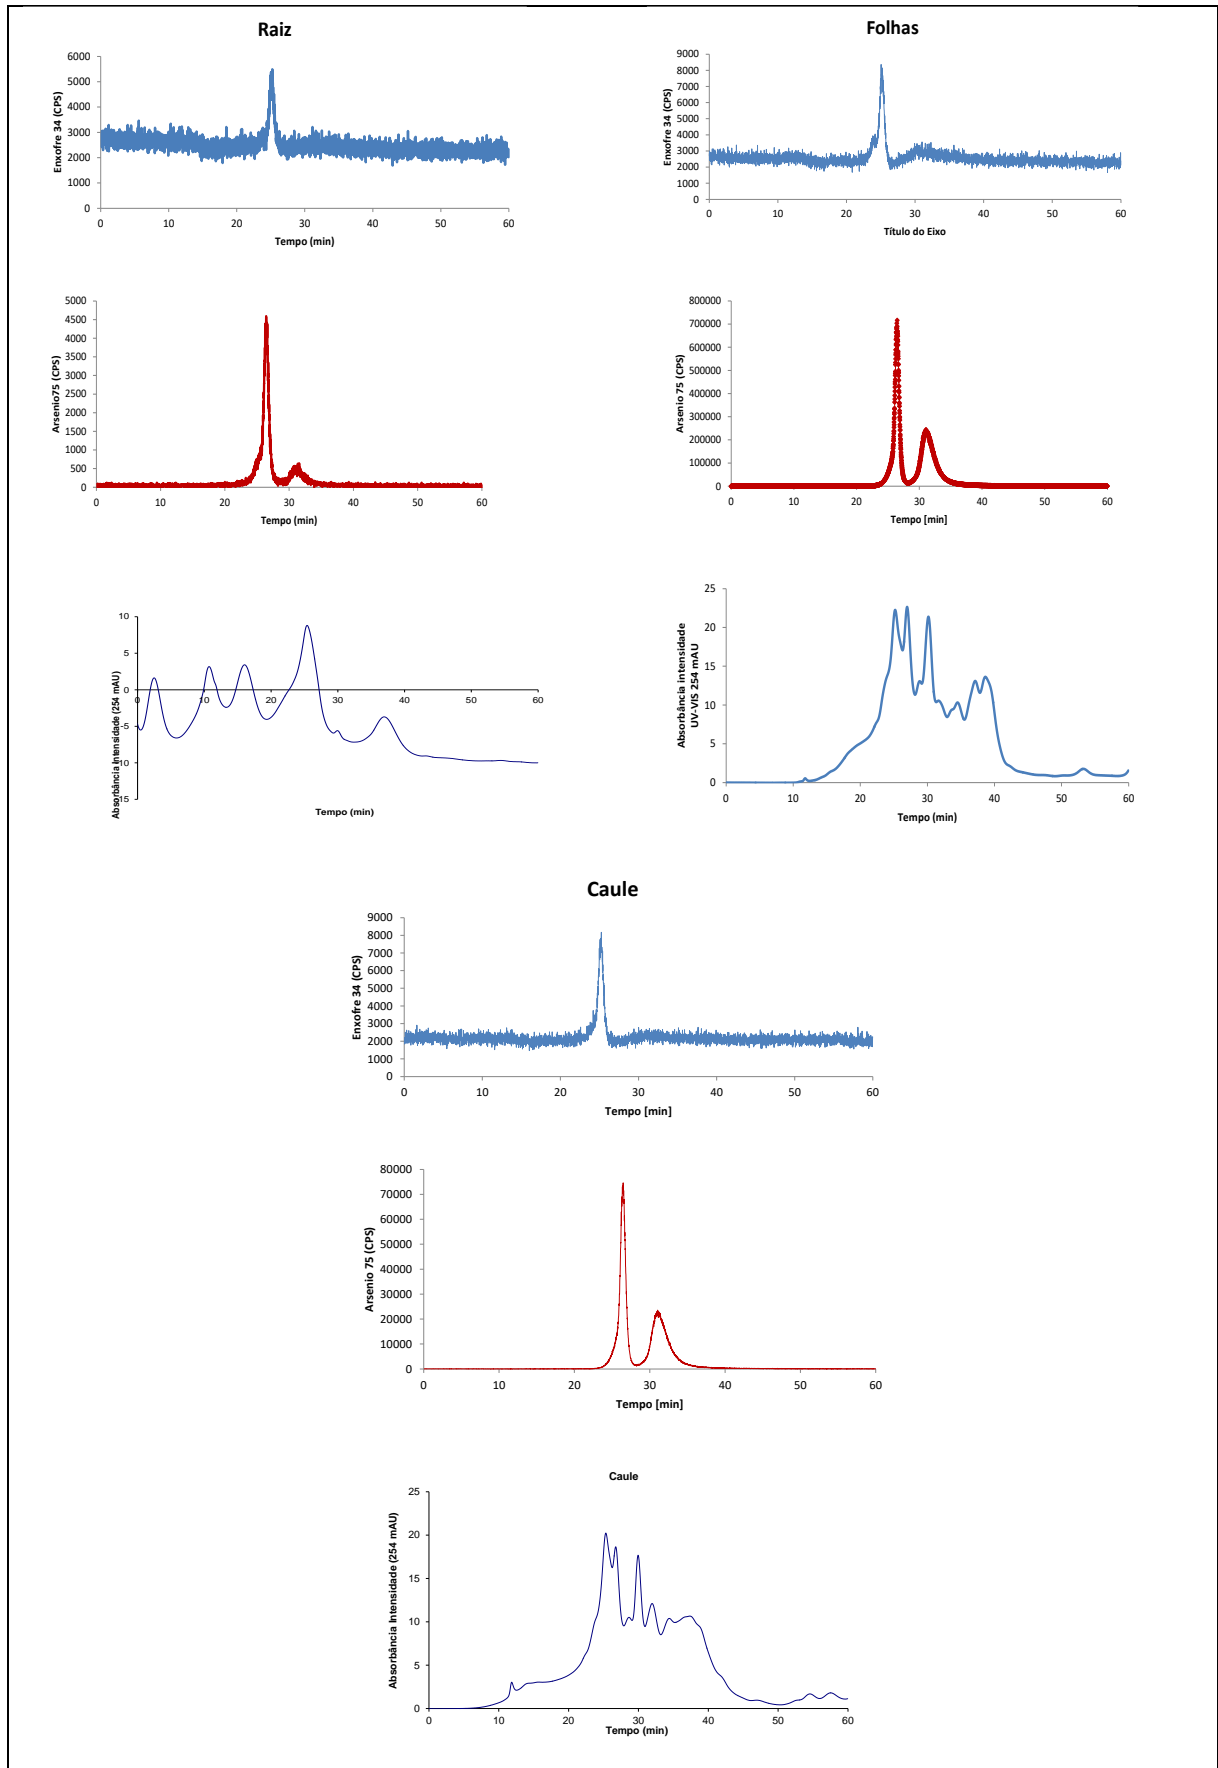 Raiz
Enxofre 34 (CPS)
6000
5000
4000
3000
2000
1000
0
0 10 20 30 40 50 60
Tempo (min)
Folhas
Enxofre 34 (CPS)
9000
8000
7000
6000
5000
4000
3000
2000
1000
0
0 10 20 30 40 50 60
Título do Eixo
Arsenio75 (CPS)
5000
4500
4000
3500
3000
2500
2000
1500
1000
500
0
0 10 20 30 40 50 60
Tempo (min)
Arsenio 75 (CPS)
800000
700000
600000
500000
400000
300000
200000
100000
0
0 10 20 30 40 50 60
Tempo [min]
Absorbância Intensidade (254 mAU)
10
5
0
-5
-10
-15
0 10 20 30 40 50 60
Tempo (min)
Absorbância intensidade
UV-VIS 254 mAU
25
20
15
10
5
0
0 10 20 30 40 50 60
Tempo (min)
Caule
Enxofre 34 (CPS)
9000
8000
7000
6000
5000
4000
3000
2000
1000
0
0 10 20 30 40 50 60
Tempo [min]
Arsenio 75 (CPS)
80000
70000
60000
50000
40000
30000
20000
10000
0
0 10 20 30 40 50 60
Tempo [min]
Caule
Absorbância Intensidade (254 mAU)
25
20
15
10
5
0
0 10 20 30 40 50 60
Tempo (min)